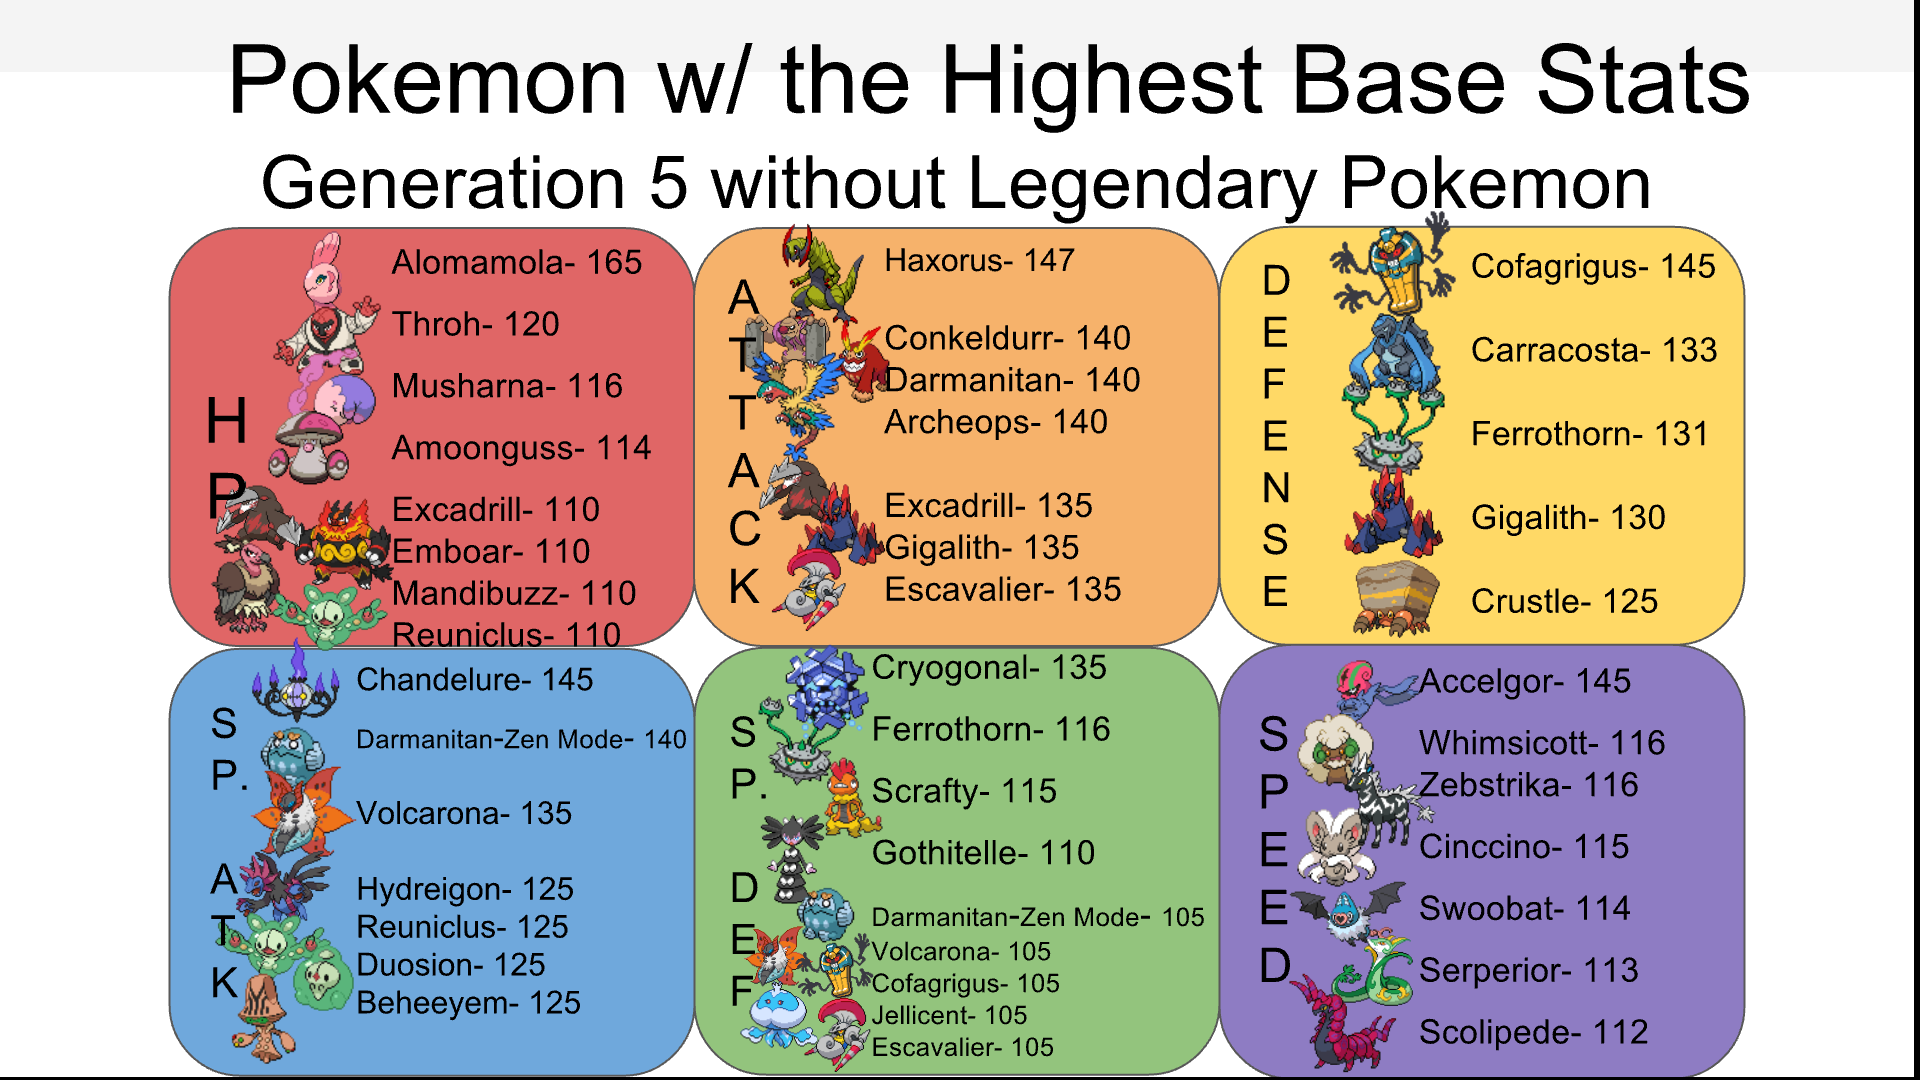 Pokemon w/ the Highest Base Stats
Generation 5 without Legendary Pokemon
HP
Alomamola- 165
Throh- 120
Musharna- 116
Amoonguss- 114
Excadrill- 110
Emboar- 110
Mandibuzz- 110
Reuniclus- 110
ATTACK
Haxorus- 147
Conkeldurr- 140
Darmanitan- 140
Archeops- 140
Excadrill- 135
Gigalith- 135
Escavalier- 135
DEFENSE
Cofagrigus- 145
Carracosta- 133
Ferrothorn- 131
Gigalith- 130
Crustle- 125
SP. ATK
Chandelure- 145
Darmanitan-Zen Mode- 140
Volcarona- 135
Hydreigon- 125
Reuniclus- 125
Duosion- 125
Beheeyem- 125
SP. DEF
Cryogonal- 135
Ferrothorn- 116
Scrafty- 115
Gothitelle- 110
Darmanitan-Zen Mode- 105
Volcarona- 105
Cofagrigus- 105
Jellicent- 105
Escavalier- 105
SPEED
Accelgor- 145
Whimsicott- 116
Zebstrika- 116
Cinccino- 115
Swoobat- 114
Serperior- 113
Scolipede- 112